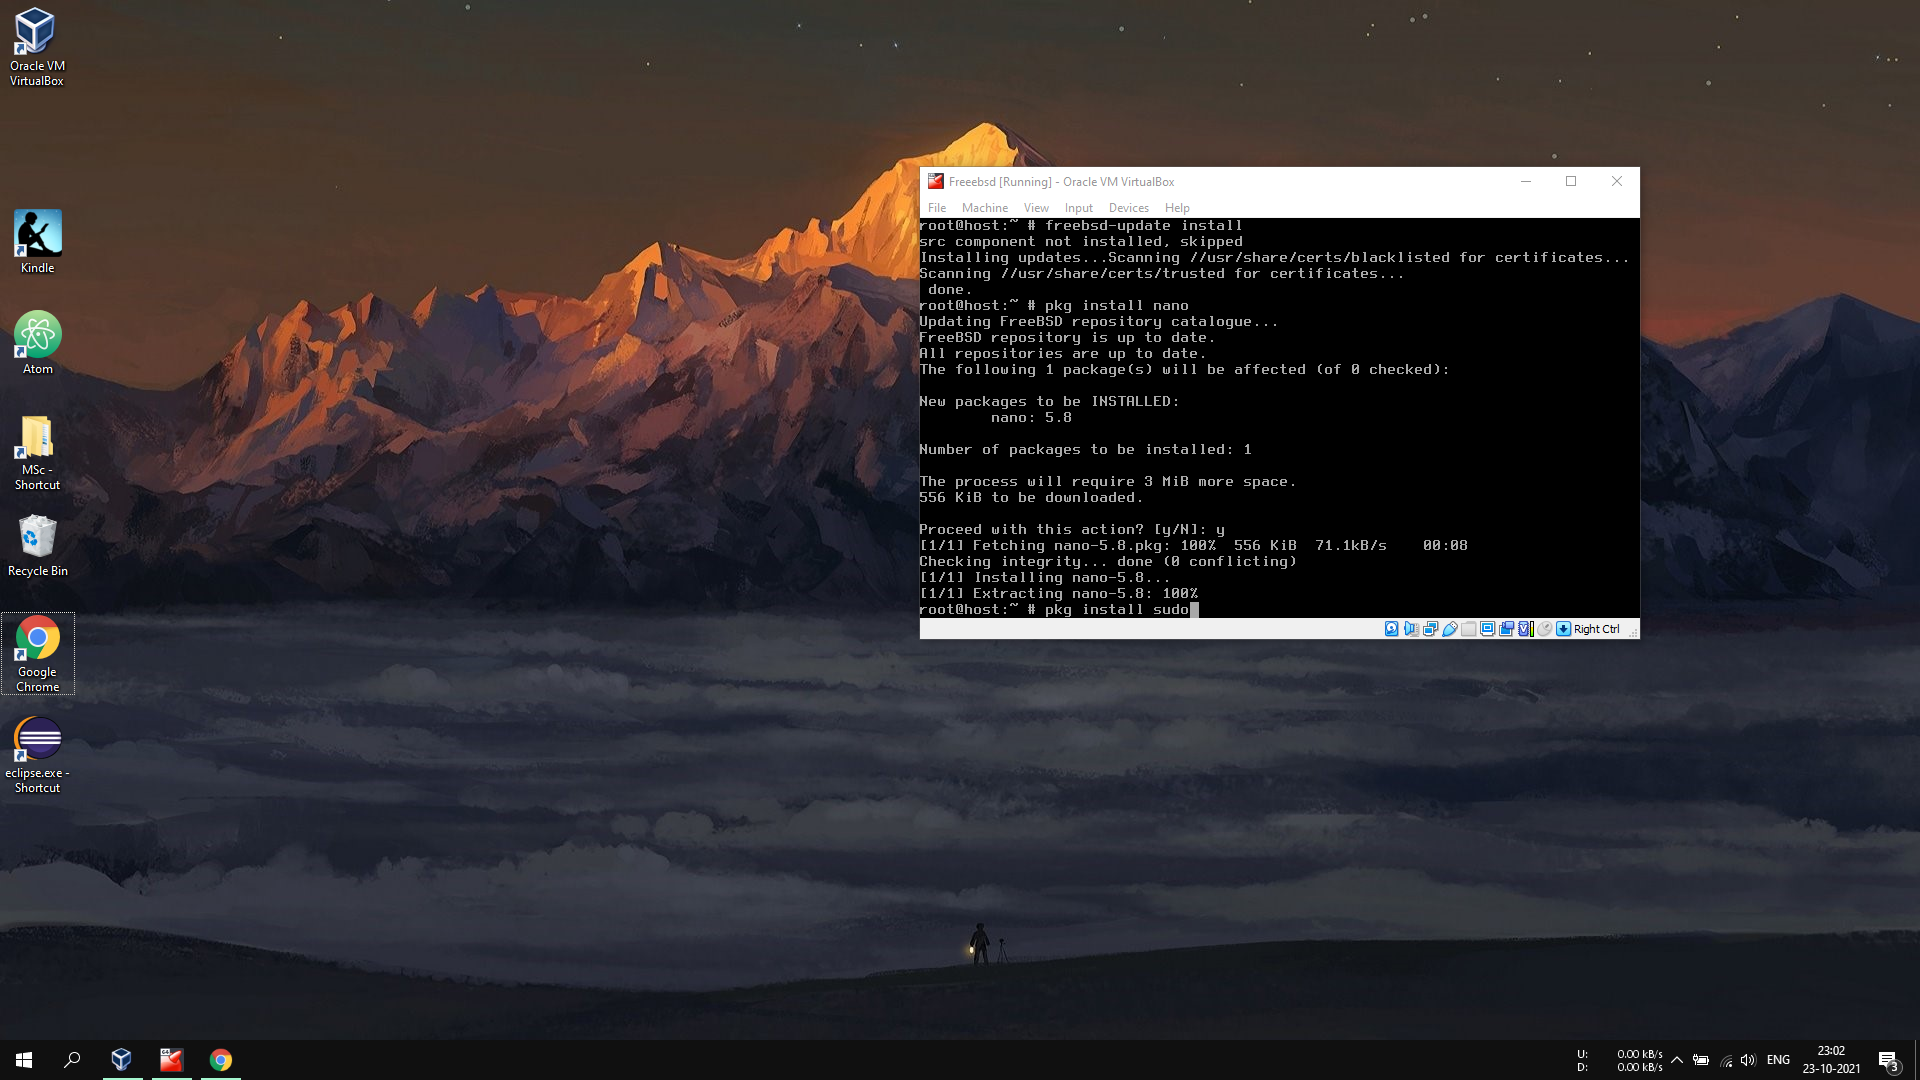 Oracle VM
VirtualBox
Kindle
Atom
MSc -
Shortcut
Recycle Bin
Google
Chrome
eclipse.exe -
Shortcut
Freeebsd [Running] - Oracle VM VirtualBox
File Machine View Input Devices Help
root@host:~ # freebsd-update install
src component not installed, skipped
Installing updates...Scanning //usr/share/certs/blacklisted for certificates...
Scanning //usr/share/certs/trusted for certificates...
 done.
root@host:~ # pkg install nano
Updating FreeBSD repository catalogue...
FreeBSD repository is up to date.
All repositories are up to date.
The following 1 package(s) will be affected (of 0 checked):
New packages to be INSTALLED:
        nano: 5.8
Number of packages to be installed: 1
The process will require 3 MiB more space.
556 KiB to be downloaded.
Proceed with this action? [y/N]: y
[1/1] Fetching nano-5.8.pkg: 100%  556 KiB  71.1kB/s    00:08
Checking integrity... done (0 conflicting)
[1/1] Installing nano-5.8...
[1/1] Extracting nano-5.8: 100%
root@host:~ # pkg install sudo
Right Ctrl
U: 0.00 kB/s
D: 0.00 kB/s
ENG
23:02
23-10-2021
3